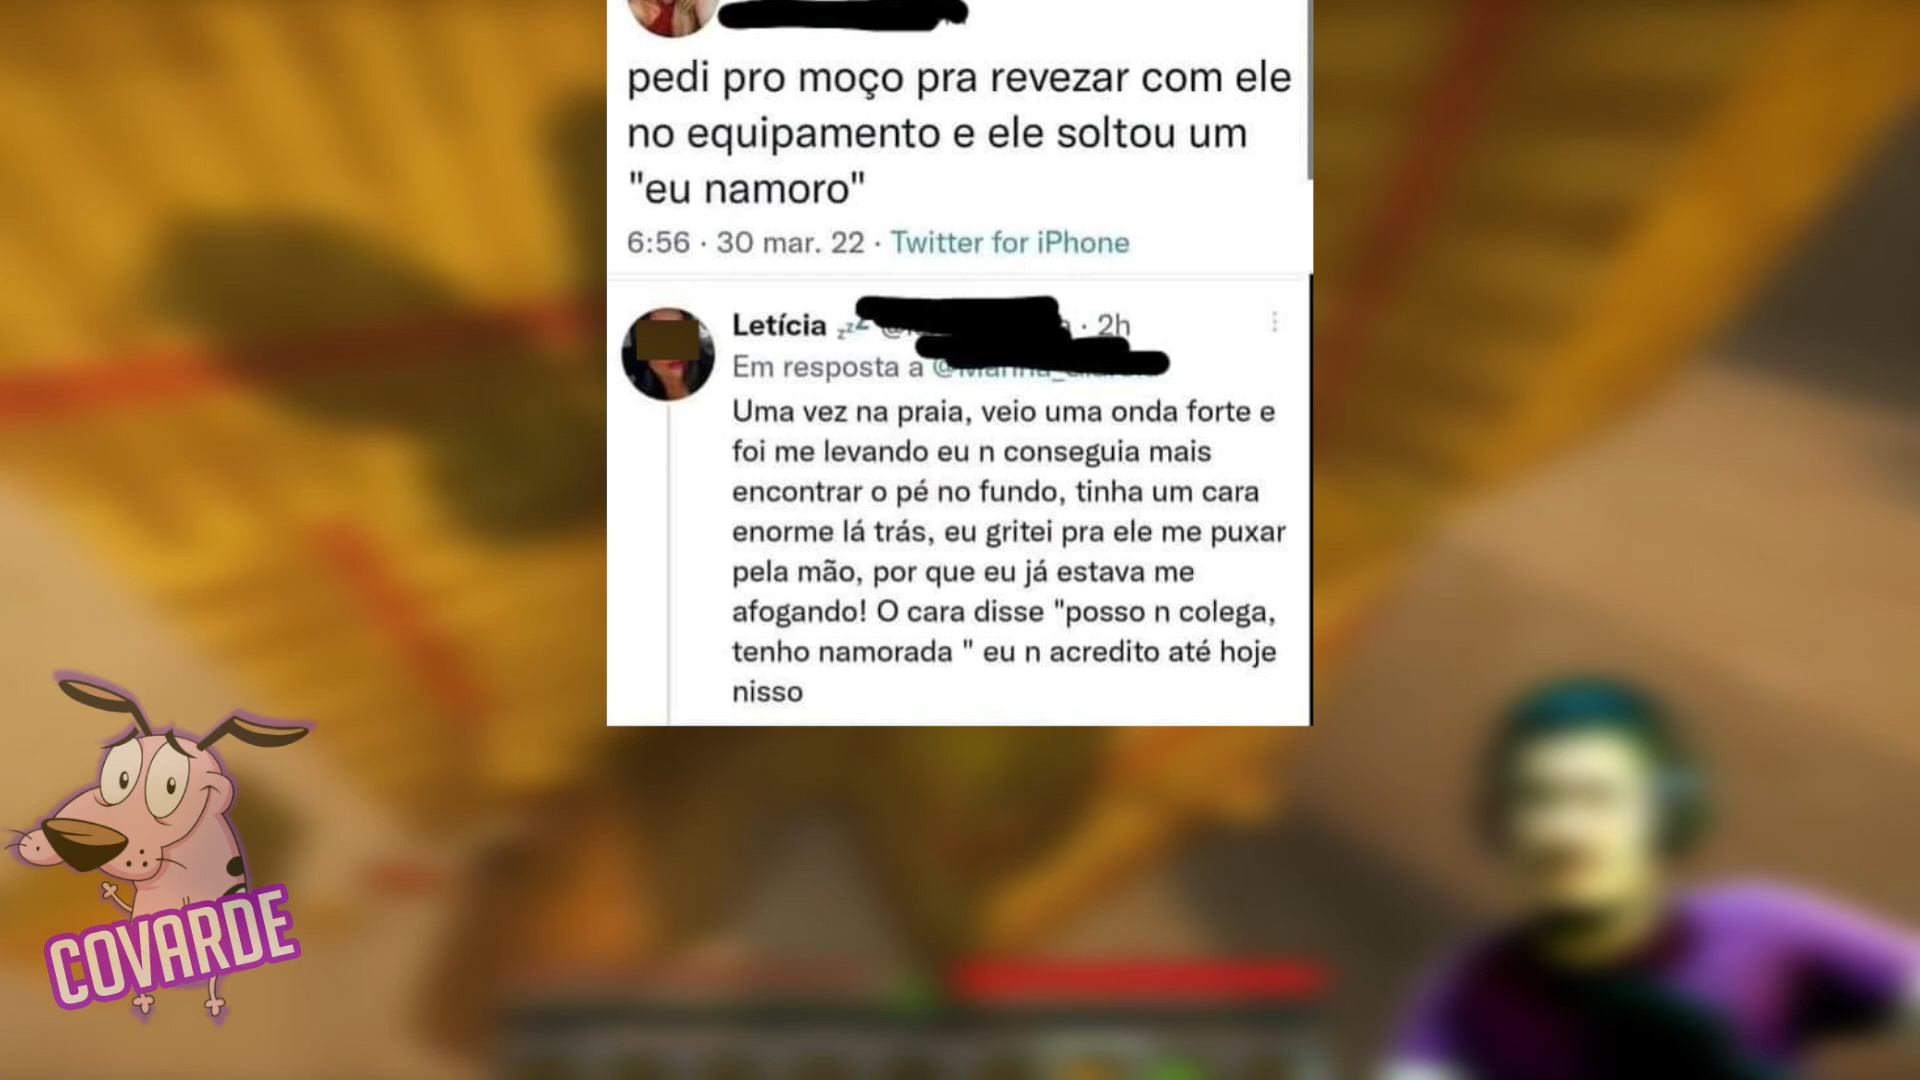 pedi pro moço pra revezar com ele
no equipamento e ele soltou um
"eu namoro"
6:56 · 30 mar. 22 · Twitter for iPhone
Letícia · 2h
Em resposta a
Uma vez na praia, veio uma onda forte e
foi me levando eu n conseguia mais
encontrar o pé no fundo, tinha um cara
enorme lá trás, eu gritei pra ele me puxar
pela mão, por que eu já estava me
afogando! O cara disse "posso n colega,
tenho namorada " eu n acredito até hoje
nisso
COVARDE